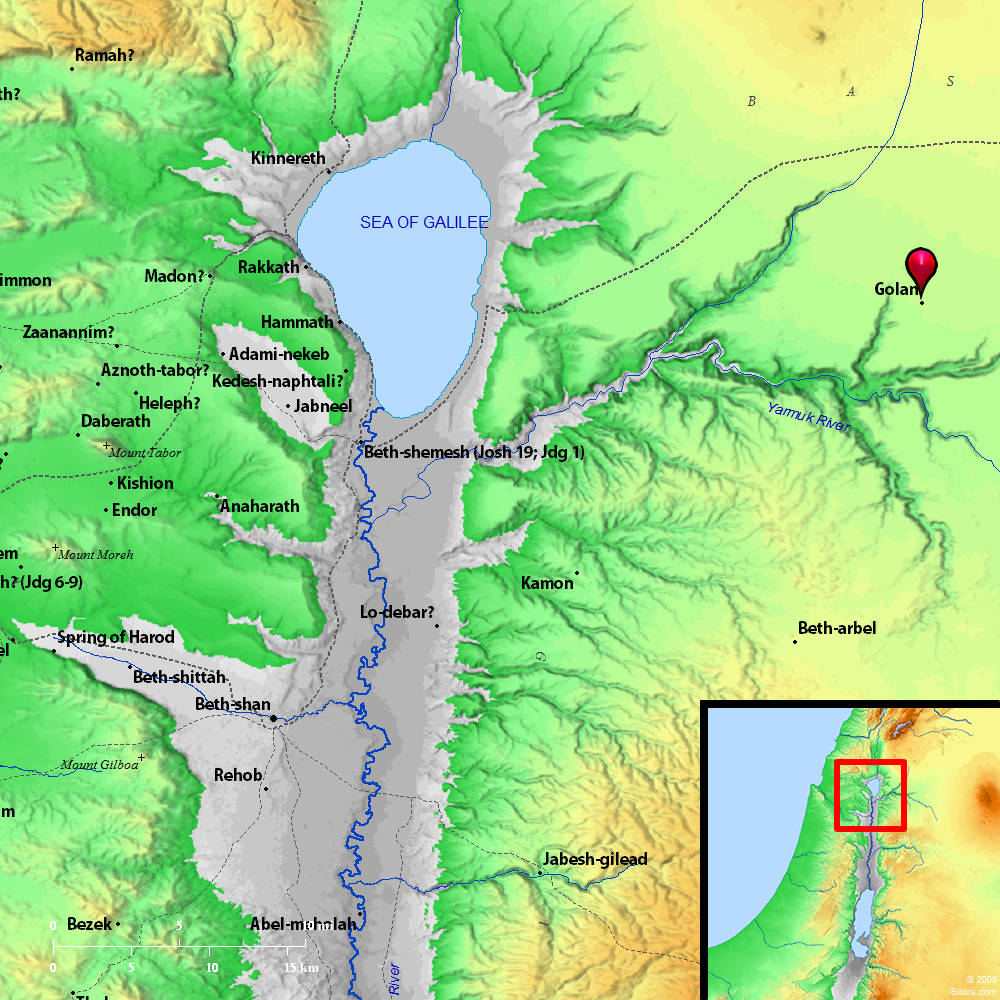 Ramah?
th?
B A S
Kinnereth
SEA OF GALILEE
Rakkath
Madon?
immon
Golan
Hammath
Zaanannim?
Adami-nekeb
Aznoth-tabor?
Kedesh-naphtali?
Heleph?
Jabneel
Yarmuk River
Daberath
Mount Tabor
Beth-shemesh (Josh 19; Jdg 1)
Kishion
Endor
Anaharath
em
Mount Moreh
h? (Jdg 6-9)
Kamon
Lo-debar?
Beth-arbel
Spring of Harod
el
G
Beth-shittah
Beth-shan
Mount Gilboa
Rehob
m
Jabesh-gilead
Bezek
Abel-meholah
0 5 10 mi
0 5 10 15 km
River
© 2008
Biblos.com